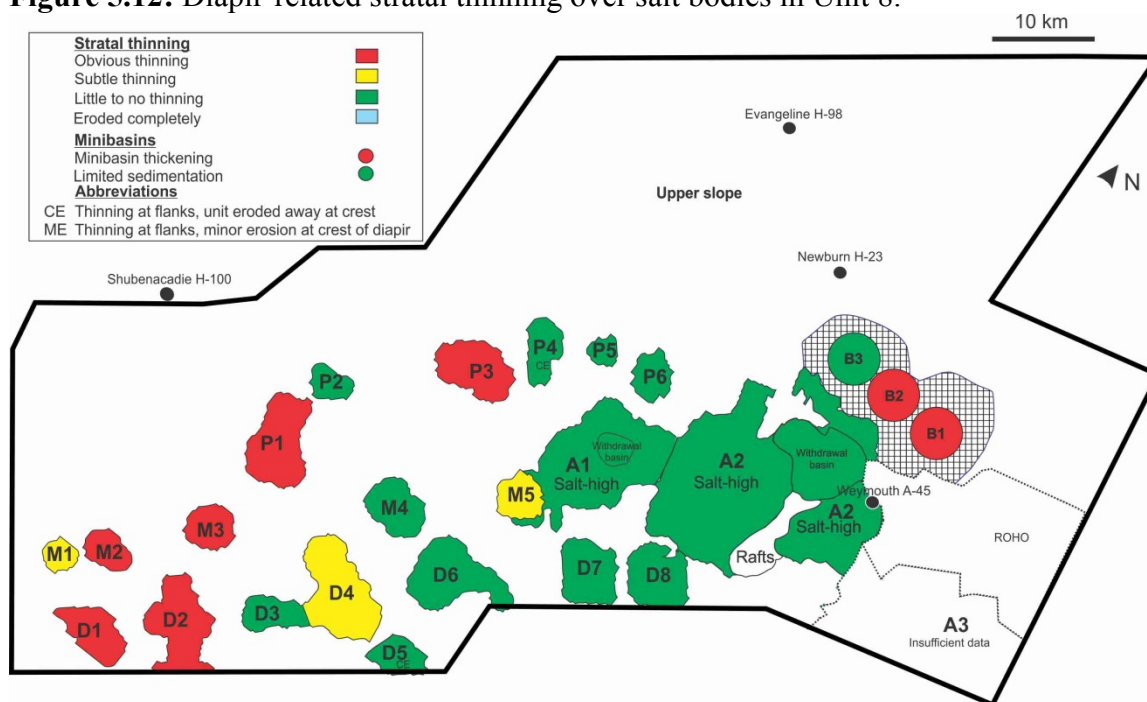 Figure 3.12: Diapir-related stratal thinning over salt bodies in Unit 8.
10 km
Stratal thinning
Obvious thinning
Subtle thinning
Little to no thinning
Eroded completely
Minibasins
Minibasin thickening
Limited sedimentation
Abbreviations
CE Thinning at flanks, unit eroded away at crest
ME Thinning at flanks, minor erosion at crest of diapir
Evangeline H-98
N
Upper slope
Newburn H-23
Shubenacadie H-100
P4
CE
P5
B3
P3
P6
P2
B2
B1
P1
Withdrawal
basin
A1
Salt-high
A2
Salt-high
Withdrawal
basin
M5
M4
Weymouth A-45
A2
Salt-high
M3
M1
M2
ROHO
Rafts
D6
D7
D8
D4
D3
D1
D2
A3
Insufficient data
D5
CE